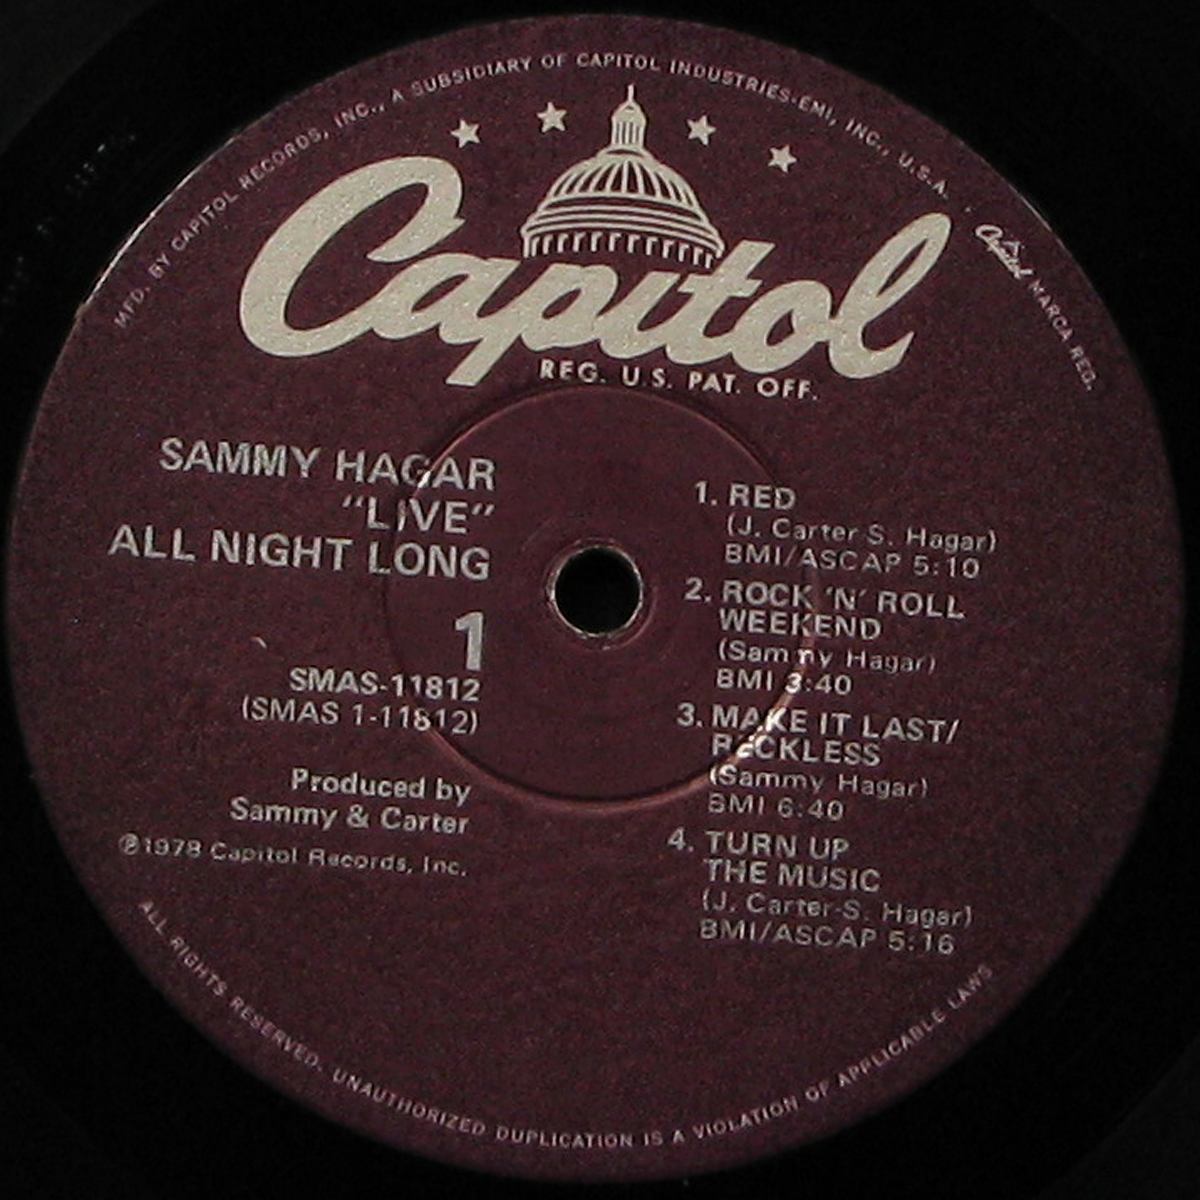 MFD. BY CAPITOL RECORDS, INC., A SUBSIDIARY OF CAPITOL INDUSTRIES-EMI, INC., U.S.A.
Capitol MARCA REG.
Capitol
REG. U.S. PAT. OFF.
SAMMY HAGAR
"LIVE"
ALL NIGHT LONG
1
SMAS-11812
(SMAS 1-11812)
Produced by
Sammy & Carter
℗1978 Capitol Records, Inc.
1. RED
(J. Carter-S. Hagar)
BMI/ASCAP 5:10
2. ROCK 'N' ROLL
WEEKEND
(Sammy Hagar)
BMI 3:40
3. MAKE IT LAST/
RECKLESS
(Sammy Hagar)
BMI 6:40
4. TURN UP
THE MUSIC
(J. Carter-S. Hagar)
BMI/ASCAP 5:16
ALL RIGHTS RESERVED. UNAUTHORIZED DUPLICATION IS A VIOLATION OF APPLICABLE LAWS